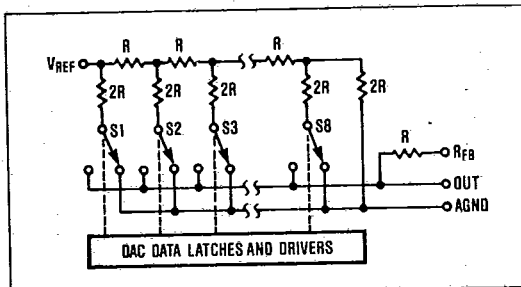 R R R
VREF
2R 2R 2R 2R 2R
S1 S2 S3 S8
R
RFB
OUT
AGND
DAC DATA LATCHES AND DRIVERS